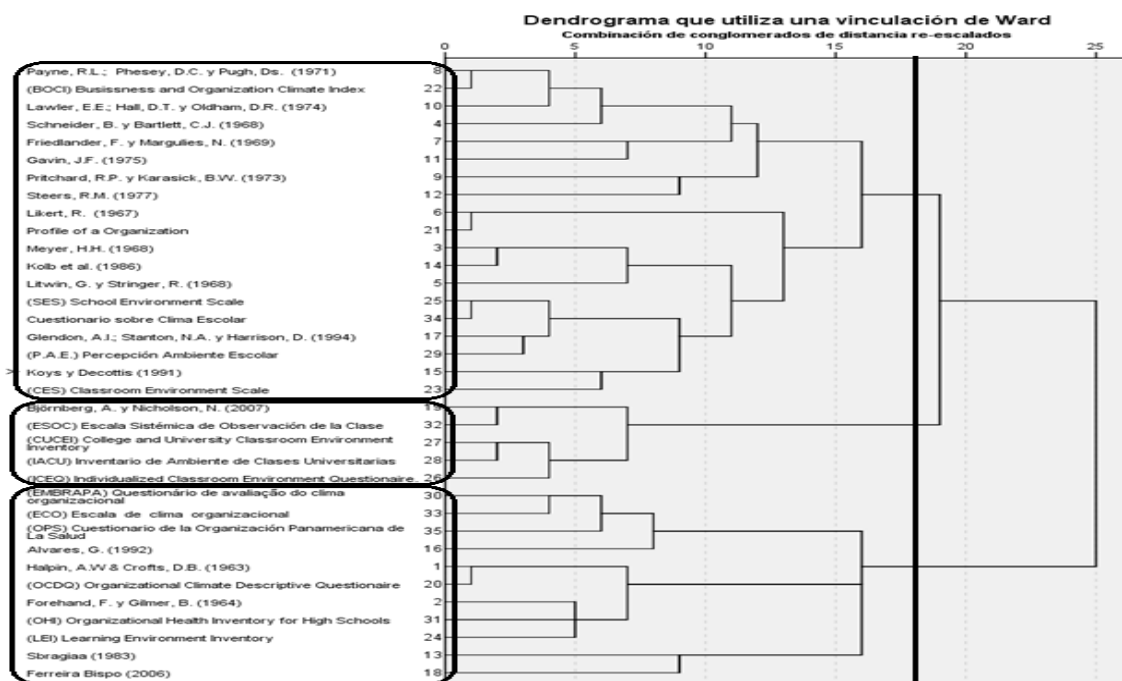 Dendrograma que utiliza una vinculación de Ward
Combinación de conglomerados de distancia re-escalados
0 5 10 15 20 25
Payne, R.L.; Phesey, D.C. y Pugh, Ds. (1971) 8
(BOCI) Busissness and Organization Climate Index 22
Lawler, E.E.; Hall, D.T. y Oldham, D.R. (1974) 10
Schneider, B. y Bartlett, C.J. (1968) 4
Friedlander, F. y Margulies, N. (1969) 7
Gavin, J.F. (1975) 11
Pritchard, R.P. y Karasick, B.W. (1973) 9
Steers, R.M. (1977) 12
Likert, R. (1967) 6
Profile of a Organization 21
Meyer, H.H. (1968) 3
Kolb et al. (1986) 14
Litwin, G. y Stringer, R. (1968) 5
(SES) School Environment Scale 25
Cuestionario sobre Clima Escolar 34
Glendon, A.I.; Stanton, N.A. y Harrison, D. (1994) 17
(P.A.E.) Percepción Ambiente Escolar 29
Koys y Decottis (1991) 15
(CES) Classroom Environment Scale 23
Björnberg, A. y Nicholson, N. (2007) 19
(ESOC) Escala Sistémica de Observación de la Clase 32
(CUCEI) College and University Classroom Environment 27
Inventory
(IACU) Inventario de Ambiente de Clases Universitarias 28
(ICEQ) Individualized Classroom Environment Questionaire. 26
(EMBRAPA) Questionário de avaliação do clima 30
organizacional
(ECO) Escala de clima organizacional 33
(OPS) Cuestionario de la Organización Panamericana de 35
La Salud
Alvares, G. (1992) 16
Halpin, A.W & Crofts, D.B. (1963) 1
(OCDQ) Organizational Climate Descriptive Questionaire 20
Forehand, F. y Gilmer, B. (1964) 2
(OHI) Organizational Health Inventory for High Schools 31
(LEI) Learning Environment Inventory 24
Sbragiaa (1983) 13
Ferreira Bispo (2006) 18